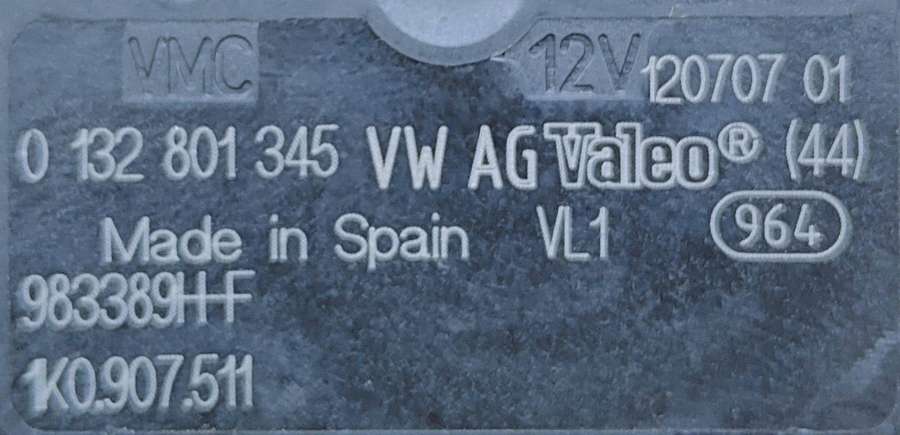 VMC 12V 120707 01
0 132 801 345 VW AG Valeo® (44)
Made in Spain VL1 964
983389H-F
1K0.907.511